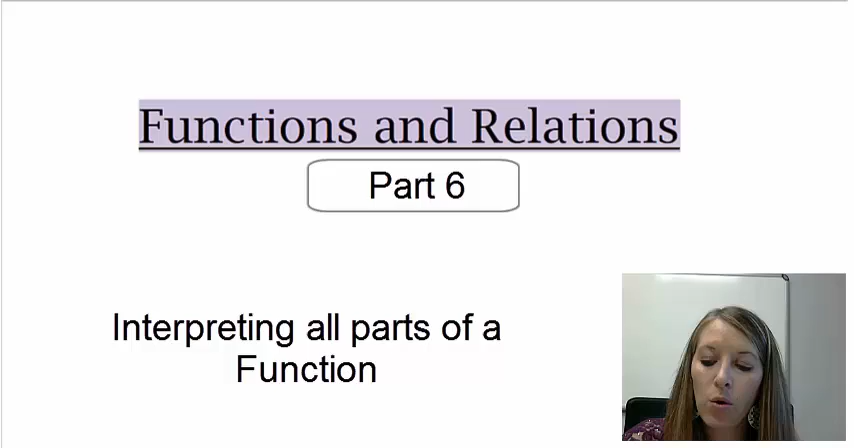 Functions and Relations
Part 6
Interpreting all parts of a
Function